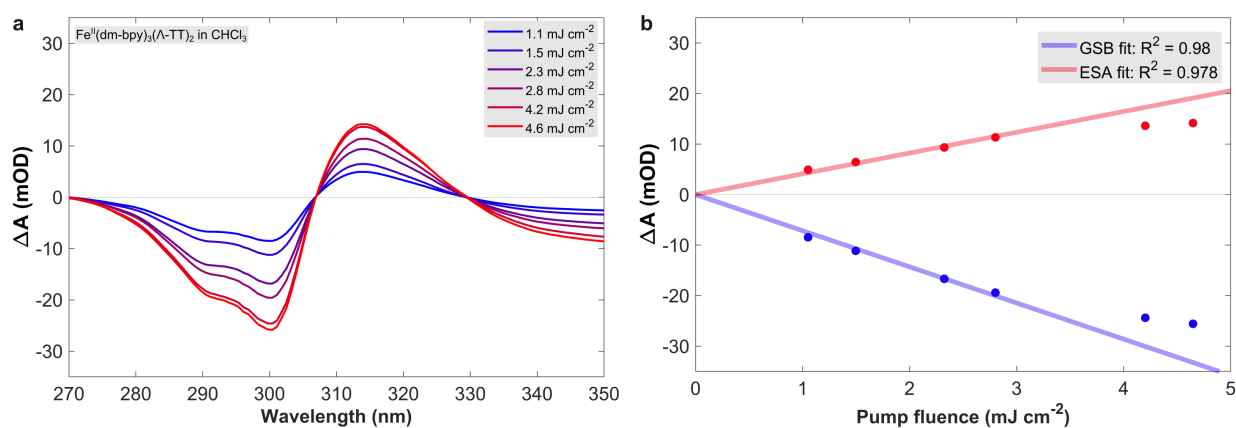 a
Fe^II(dm-bpy)₃(Λ-TT)₂ in CHCl₃
1.1 mJ cm⁻²
1.5 mJ cm⁻²
2.3 mJ cm⁻²
2.8 mJ cm⁻²
4.2 mJ cm⁻²
4.6 mJ cm⁻²
30
20
10
0
-10
-20
-30
ΔA (mOD)
270 280 290 300 310 320 330 340 350
Wavelength (nm)
b
GSB fit: R² = 0.98
ESA fit: R² = 0.978
30
20
10
0
-10
-20
-30
ΔA (mOD)
0 1 2 3 4 5
Pump fluence (mJ cm⁻²)